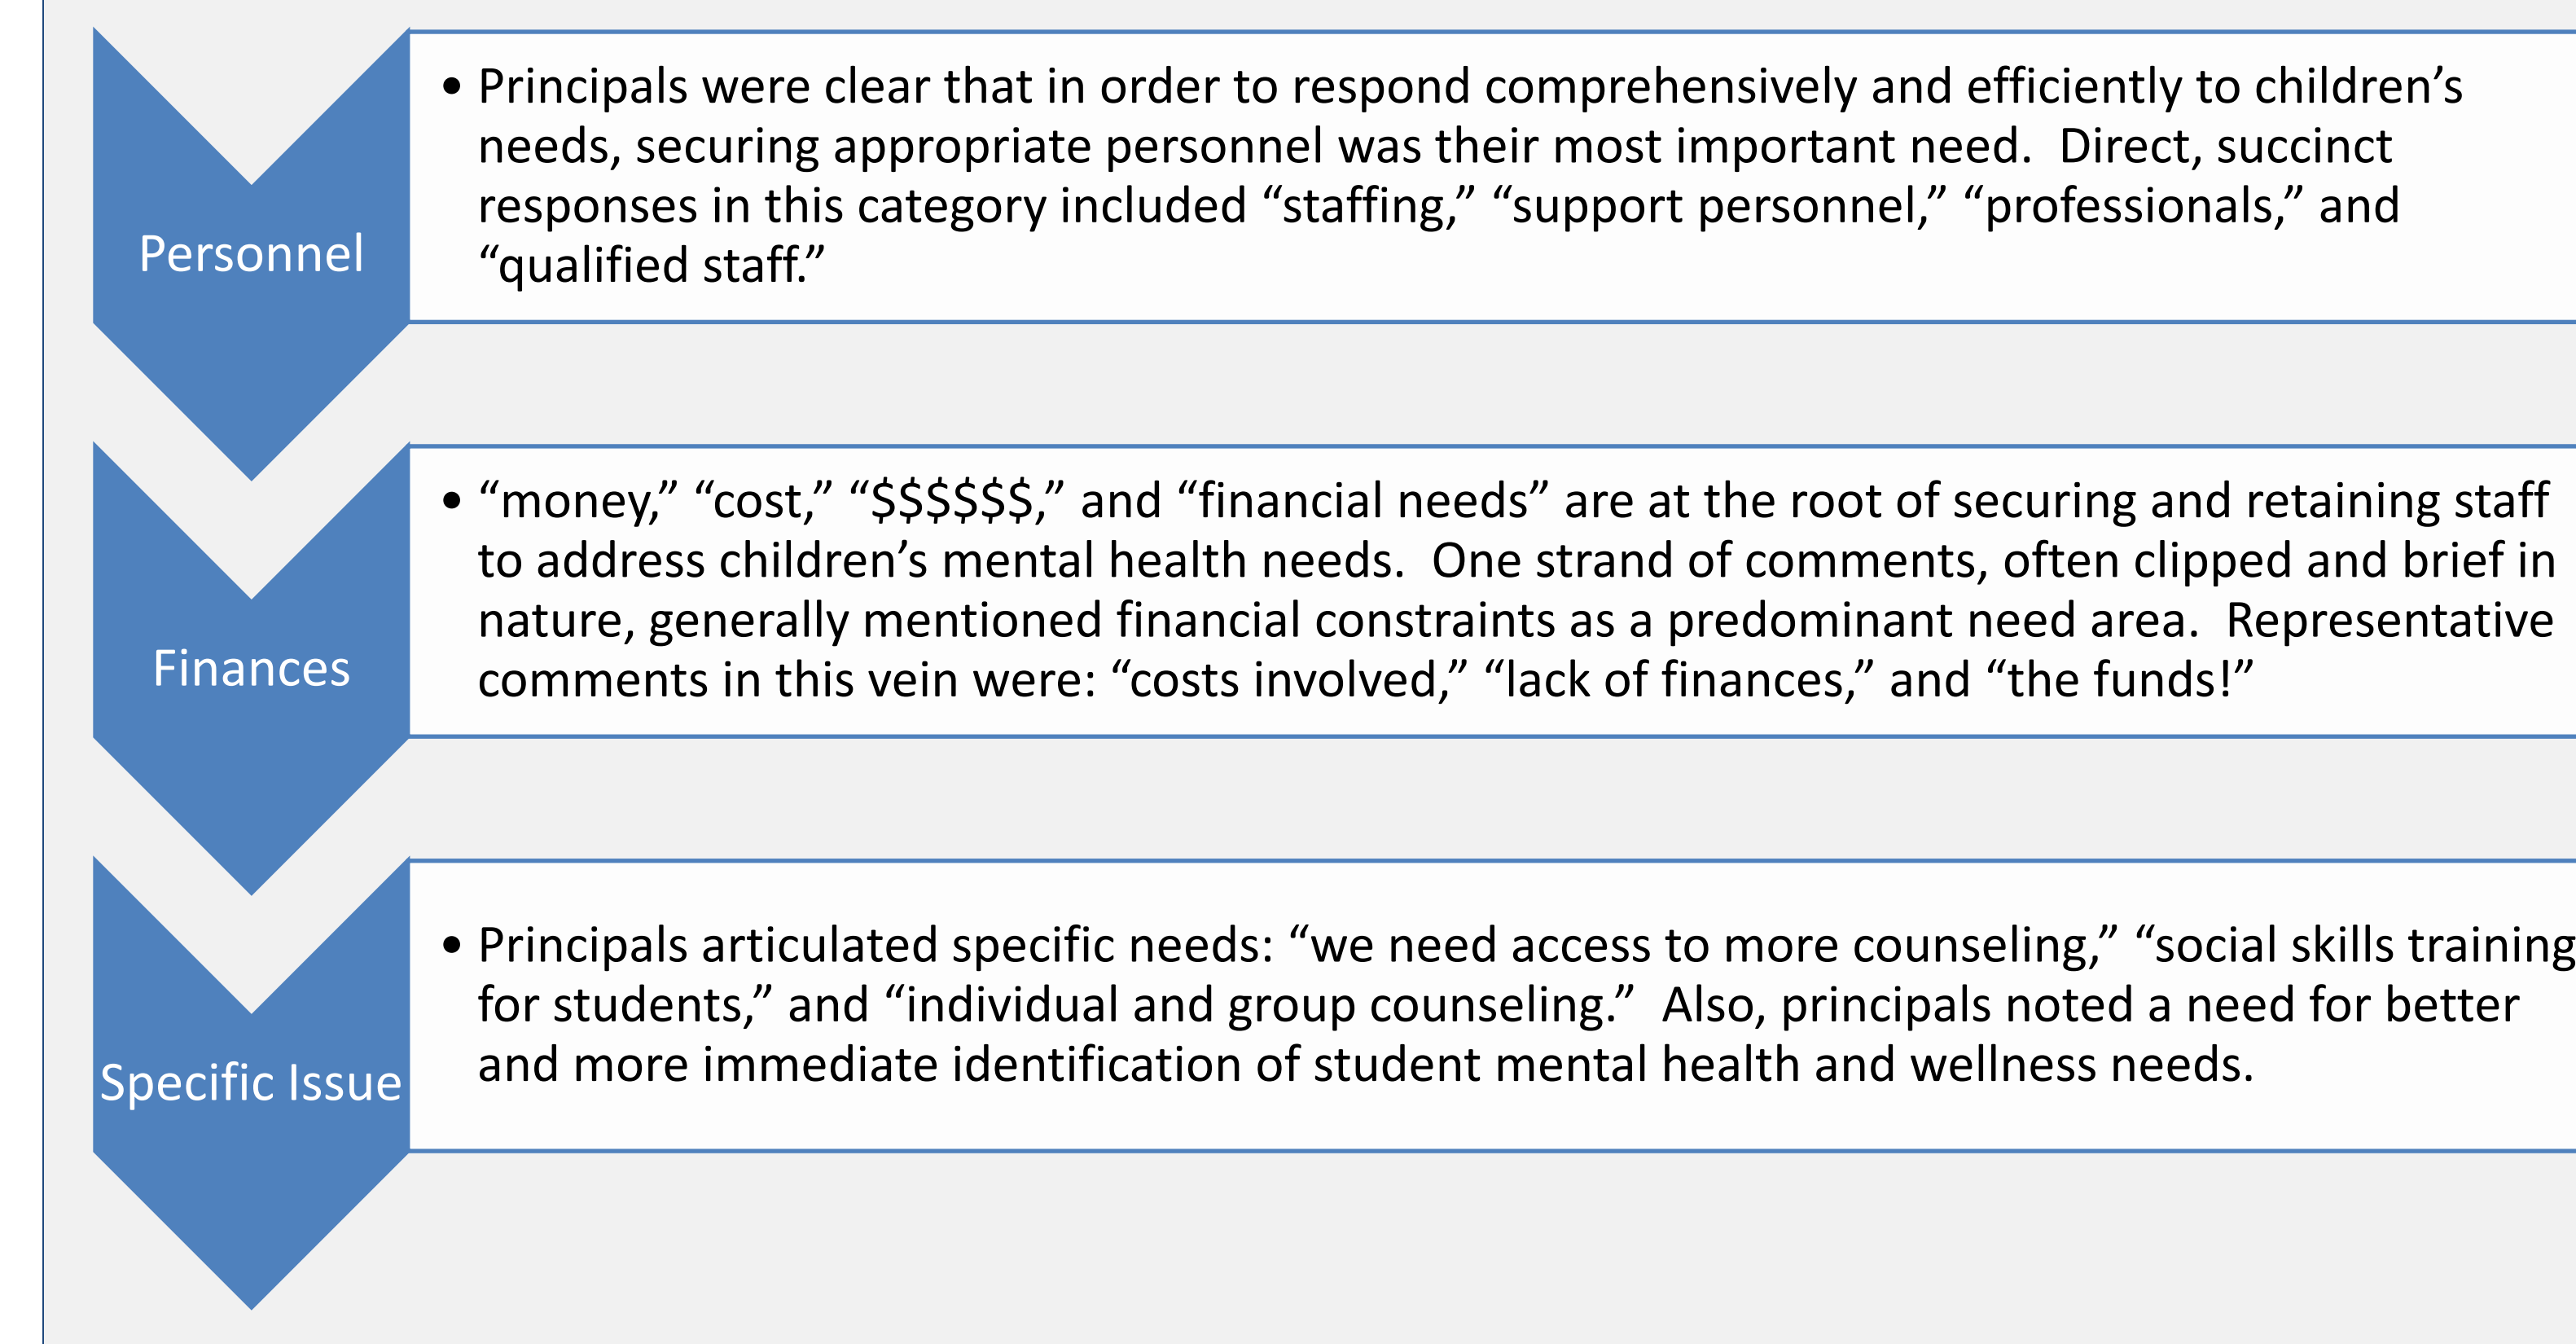 Personnel
• Principals were clear that in order to respond comprehensively and efficiently to children’s
needs, securing appropriate personnel was their most important need.  Direct, succinct
responses in this category included “staffing,” “support personnel,” “professionals,” and
“qualified staff.”
Finances
• “money,” “cost,” “$$$$$$,” and “financial needs” are at the root of securing and retaining staff
to address children’s mental health needs.  One strand of comments, often clipped and brief in
nature, generally mentioned financial constraints as a predominant need area.  Representative
comments in this vein were: “costs involved,” “lack of finances,” and “the funds!”
Specific Issue
• Principals articulated specific needs: “we need access to more counseling,” “social skills training
for students,” and “individual and group counseling.”  Also, principals noted a need for better
and more immediate identification of student mental health and wellness needs.